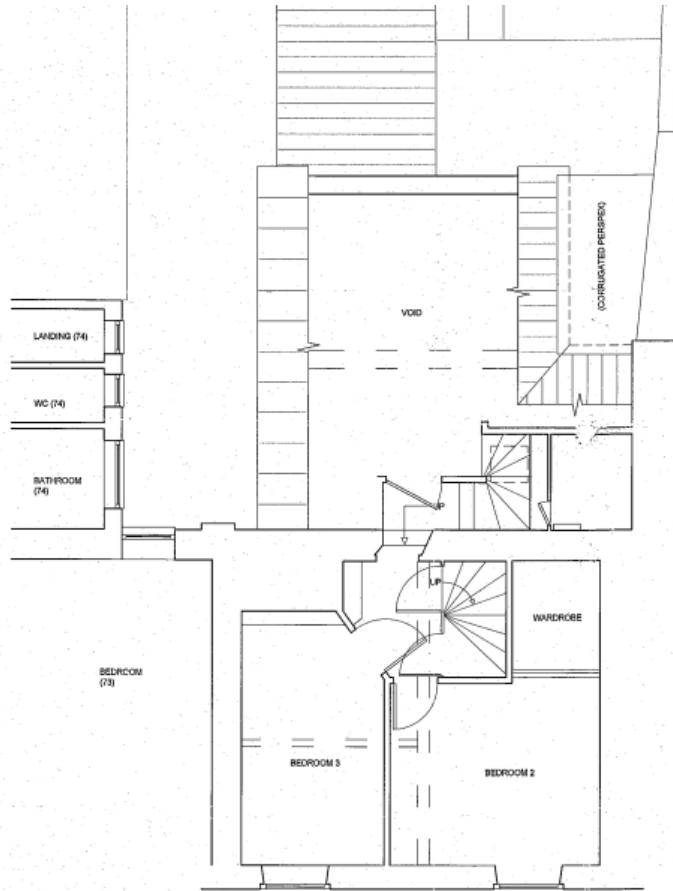 (CORRUGATED PERSPEX)
VOID
LANDING (74)
WC (74)
BATHROOM
(74)
UP
UP
WARDROBE
BEDROOM
(73)
BEDROOM 3
BEDROOM 2